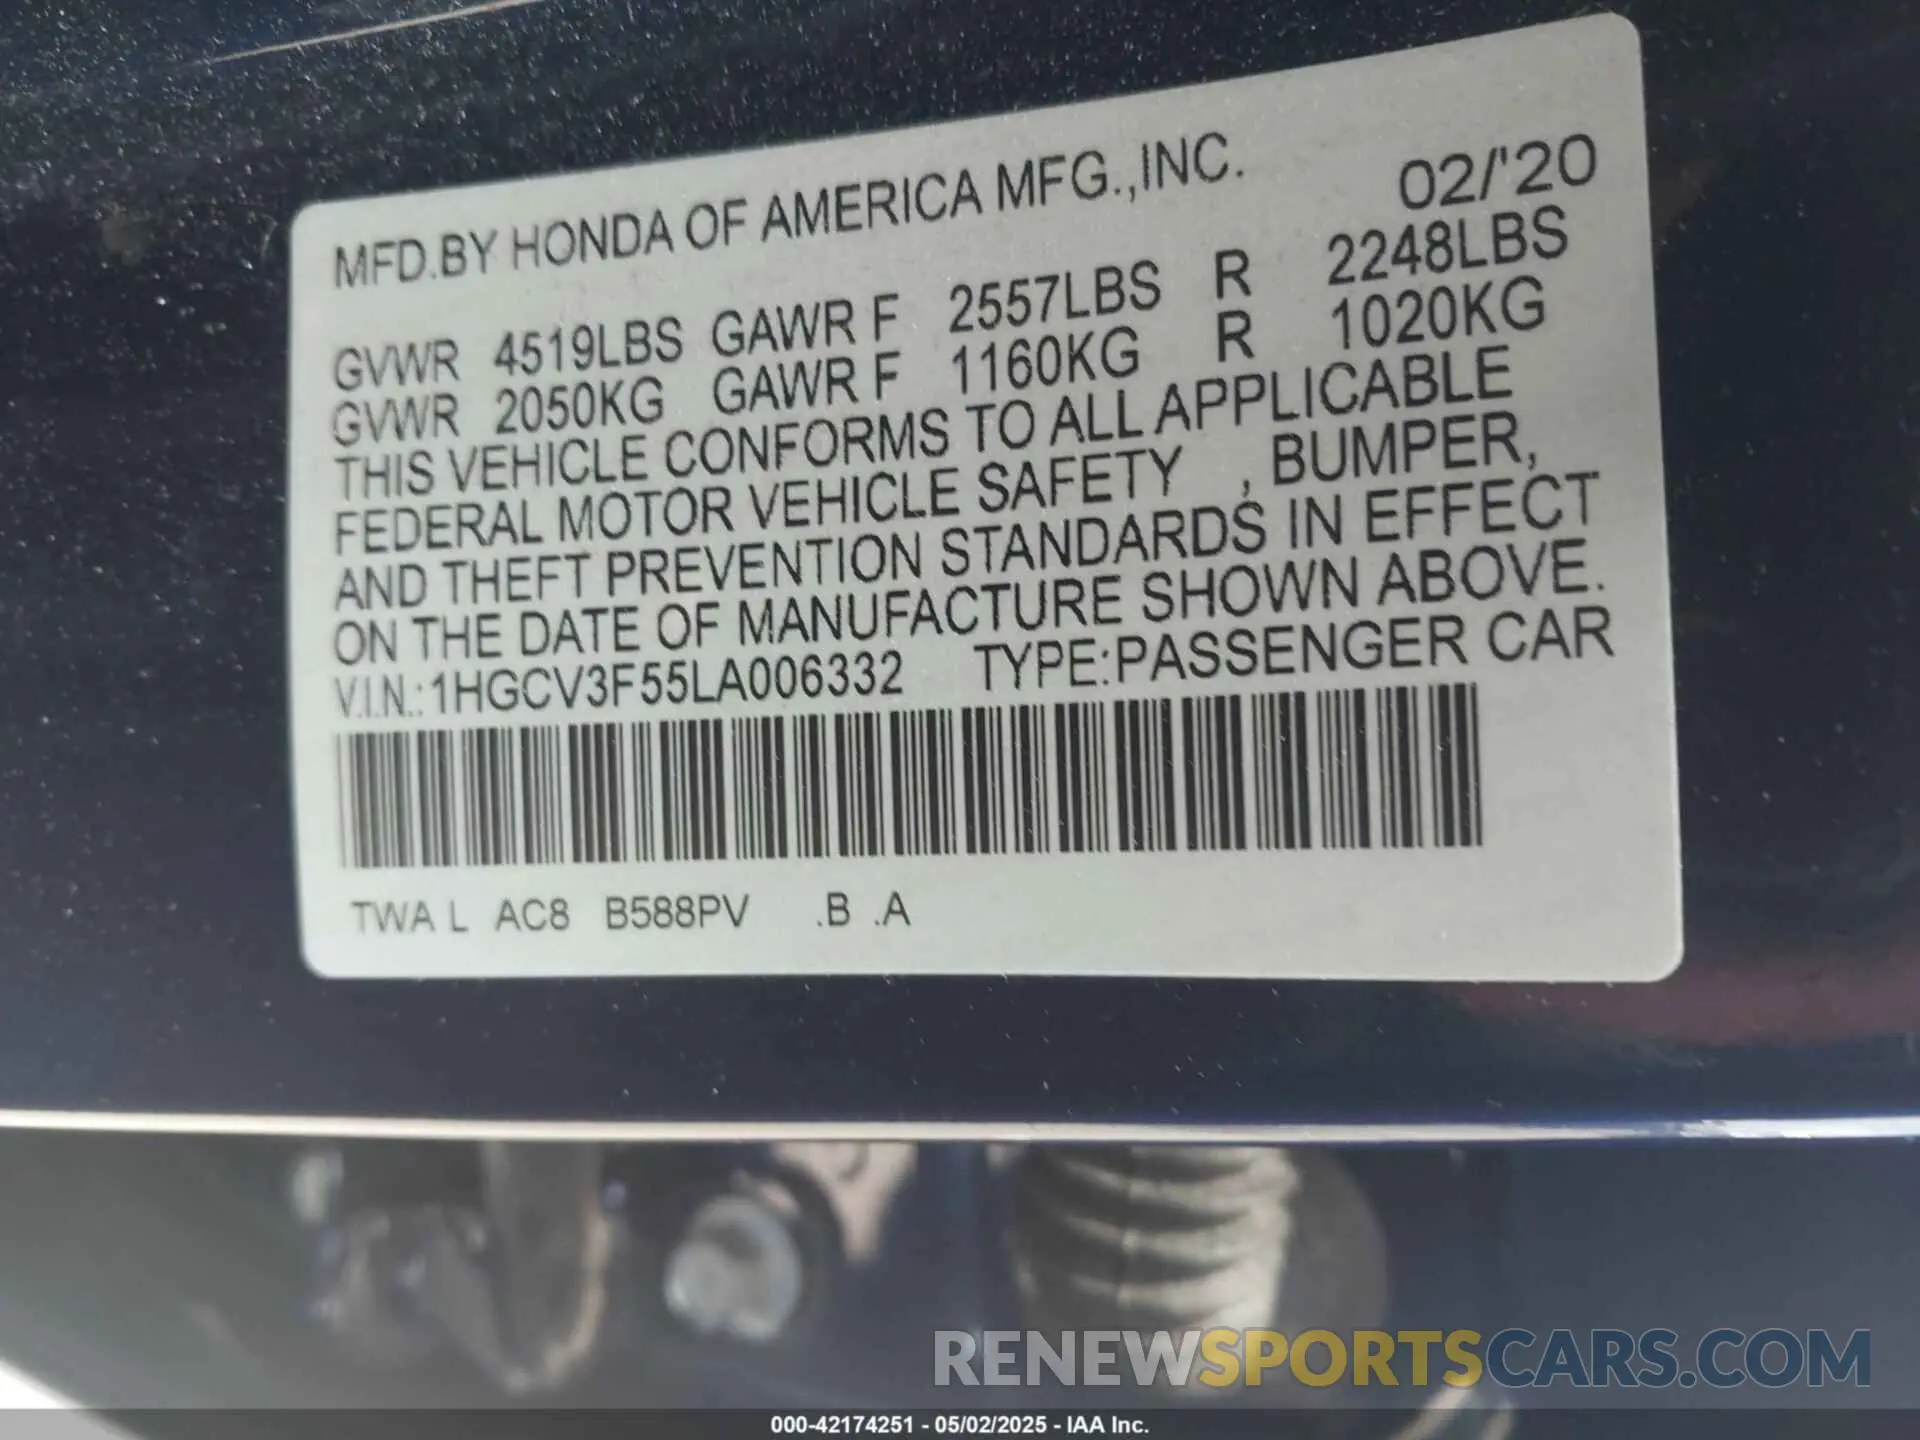 MFD.BY HONDA OF AMERICA MFG.,INC. 02/'20
GVWR 4519LBS GAWR F 2557LBS R 2248LBS
GVWR 2050KG GAWR F 1160KG R 1020KG
THIS VEHICLE CONFORMS TO ALL APPLICABLE
FEDERAL MOTOR VEHICLE SAFETY , BUMPER,
AND THEFT PREVENTION STANDARDS IN EFFECT
ON THE DATE OF MANUFACTURE SHOWN ABOVE.
V.I.N.:1HGCV3F55LA006332 TYPE:PASSENGER CAR
TWA L AC8 B588PV .B .A
RENEWSPORTSCARS.COM
000-42174251 - 05/02/2025 - IAA Inc.